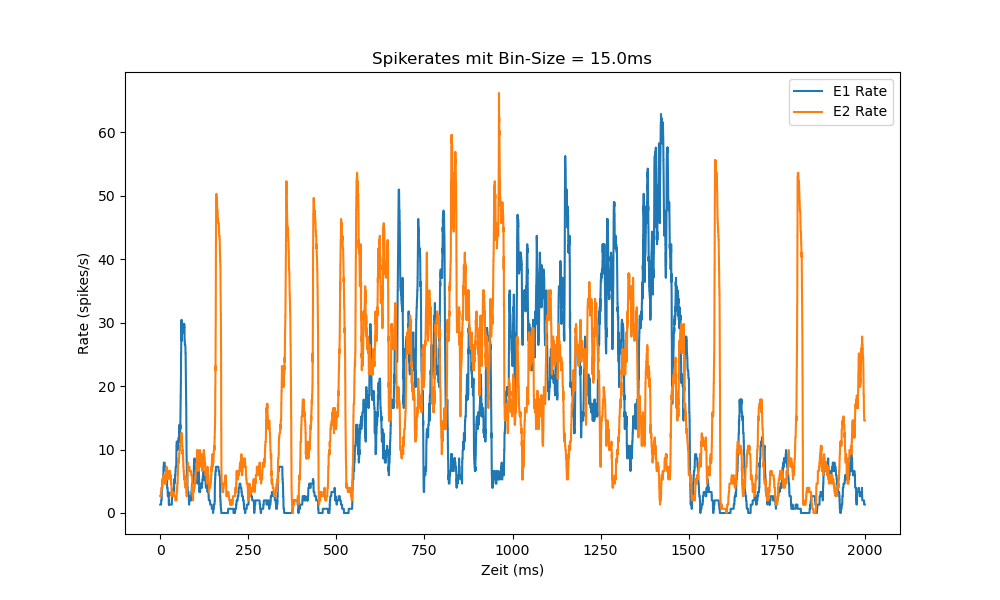 Spikerates mit Bin-Size = 15.0ms
E1 Rate
E2 Rate
Rate (spikes/s)
60
50
40
30
20
10
0
0 250 500 750 1000 1250 1500 1750 2000
Zeit (ms)